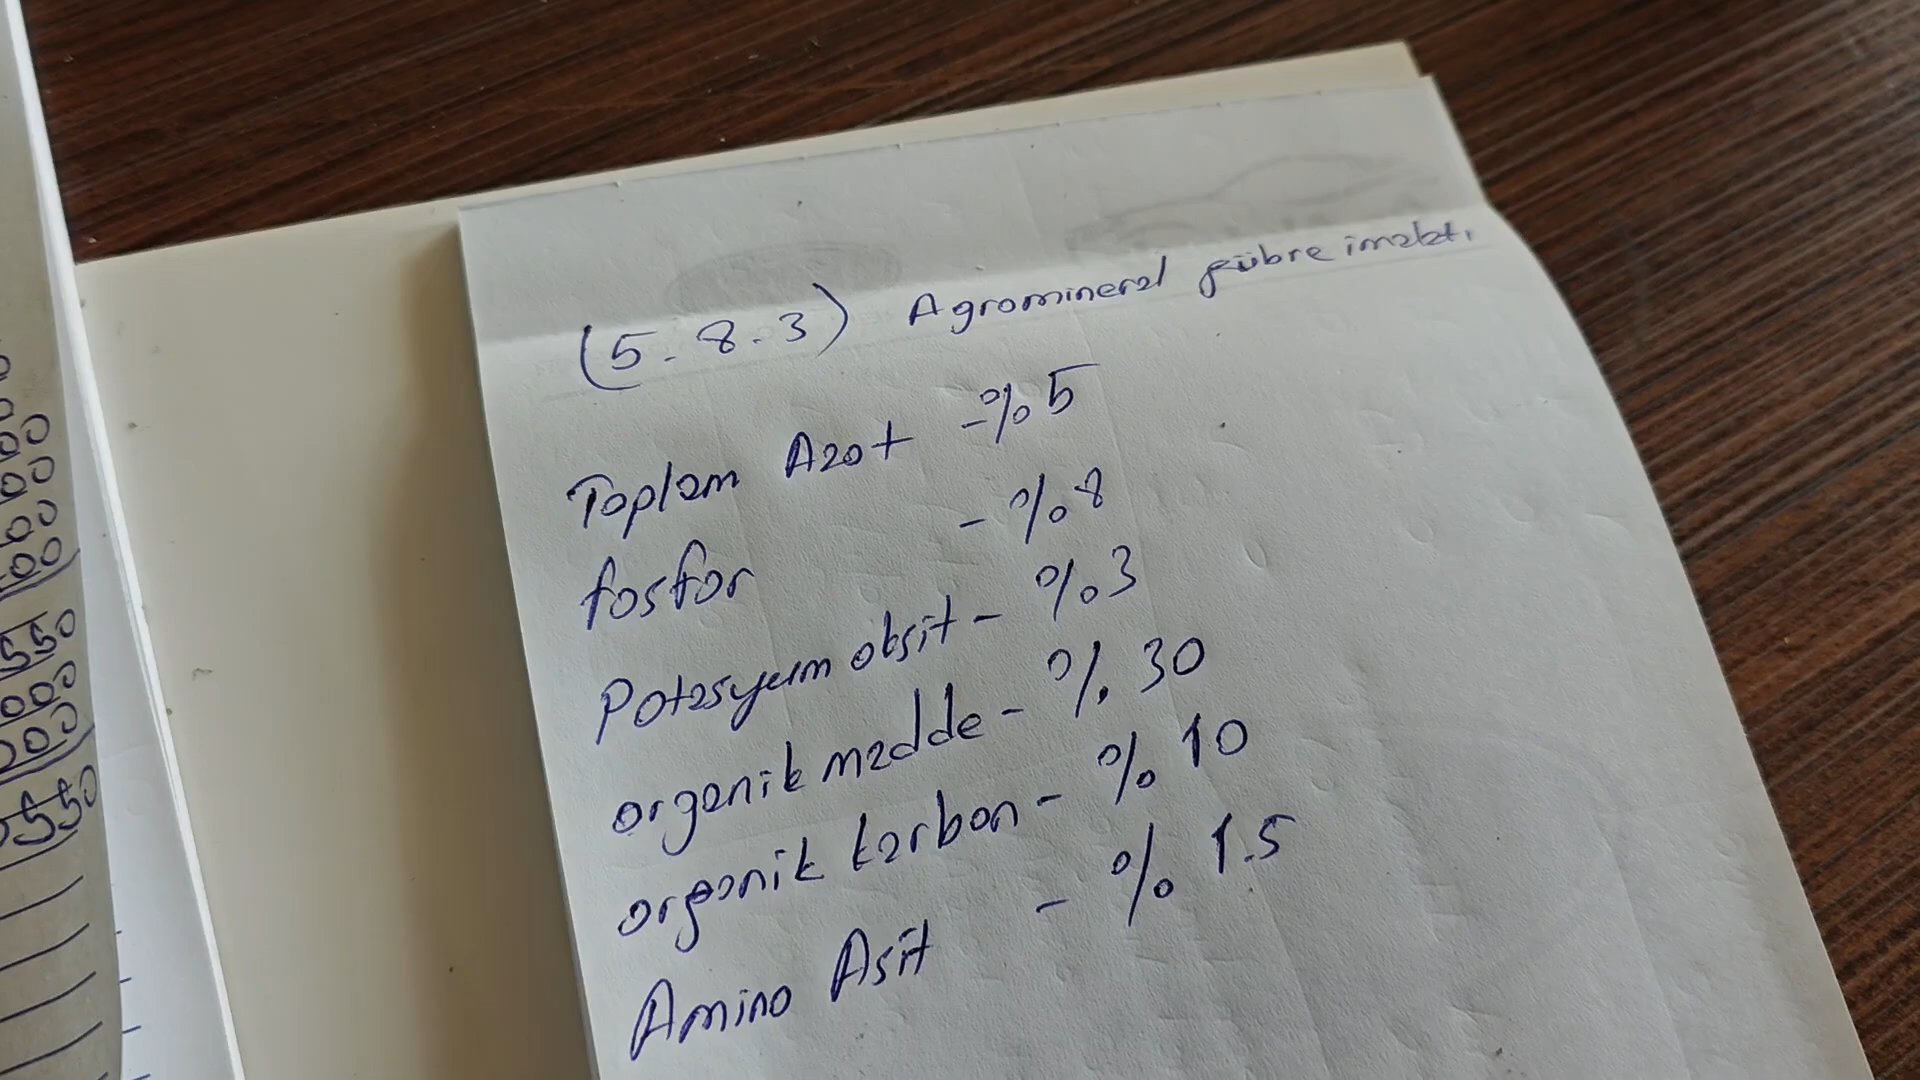 (5.8.3) Agromineral gübre imalatı
Toplam Azot - %5
fosfor - %8
Potasyum oksit - %3
organik madde - %30
organik karbon - %10
Amino Asit - %1.5